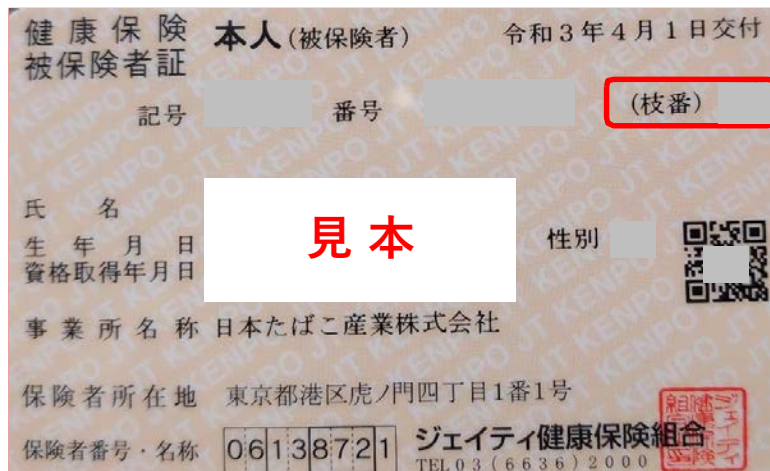 健康保険 本人(被保険者) 令和3年4月1日交付
被保険者証
記号 番号 (枝番)
氏名
見本
生年月日 性別
資格取得年月日
事業所名称 日本たばこ産業株式会社
保険者所在地 東京都港区虎ノ門四丁目1番1号
保険者番号・名称 06138721 ジェイティ健康保険組合
TEL03(6636)2000